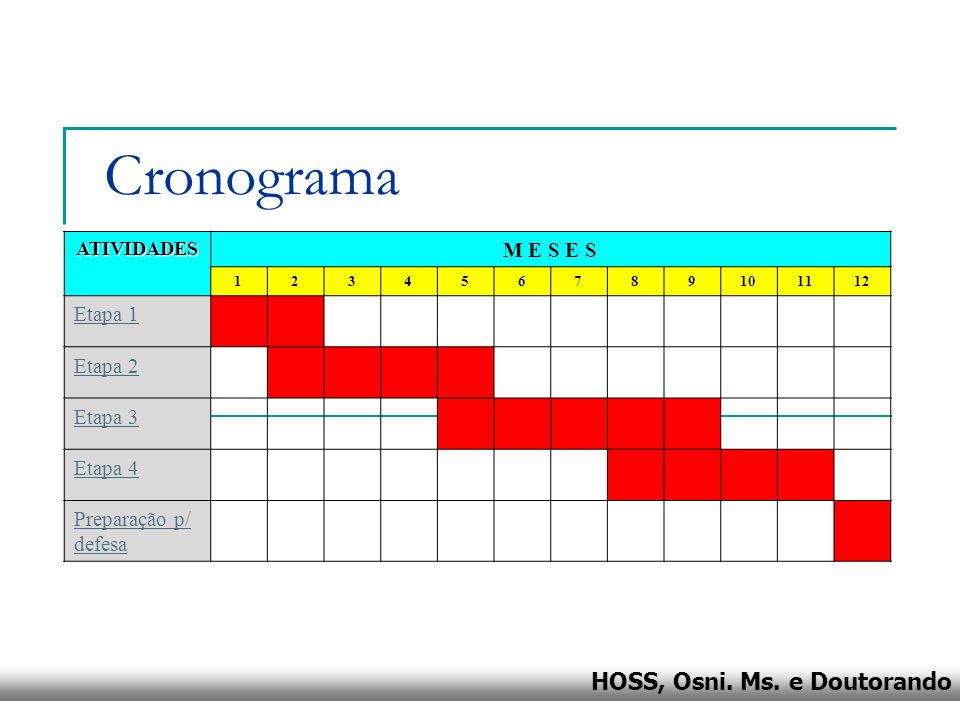 Cronograma
ATIVIDADES
M E S E S
1 2 3 4 5 6 7 8 9 10 11 12
Etapa 1
Etapa 2
Etapa 3
Etapa 4
Preparação p/
defesa
HOSS, Osni. Ms. e Doutorando